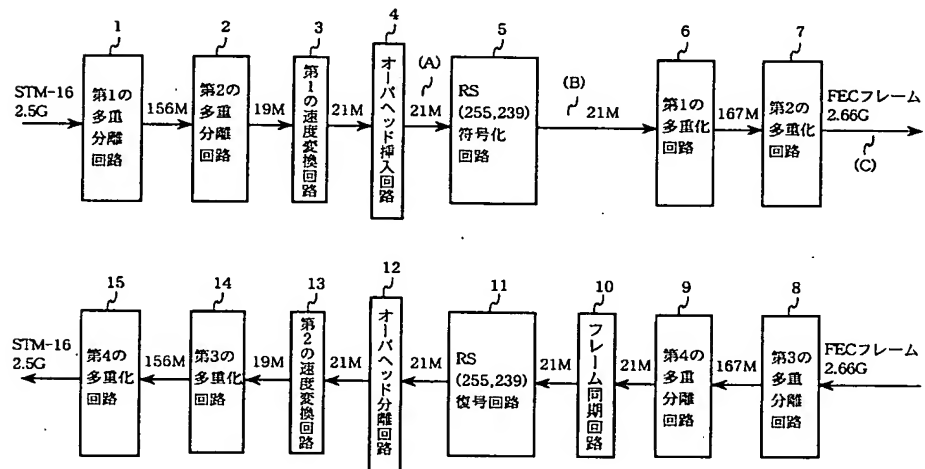 1
2
3
4
5
6
7
STM-16
2.5G
第1の
多重
分離
回路
156M
第2の
多重
分離
回路
19M
第1の速度変換回路
21M
オーバヘッド挿入回路
(A)
21M
RS
(255,239)
符号化
回路
(B)
21M
第1の
多重化
回路
167M
第2の
多重化
回路
FECフレーム
2.66G
(C)
15
14
13
12
11
10
9
8
STM-16
2.5G
第4の
多重化
回路
156M
第3の
多重化
回路
19M
第2の速度変換回路
21M
オーバヘッド分離回路
21M
RS
(255,239)
復号回路
21M
フレーム同期回路
21M
第4の
多重
分離
回路
167M
第3の
多重
分離
回路
FECフレーム
2.66G